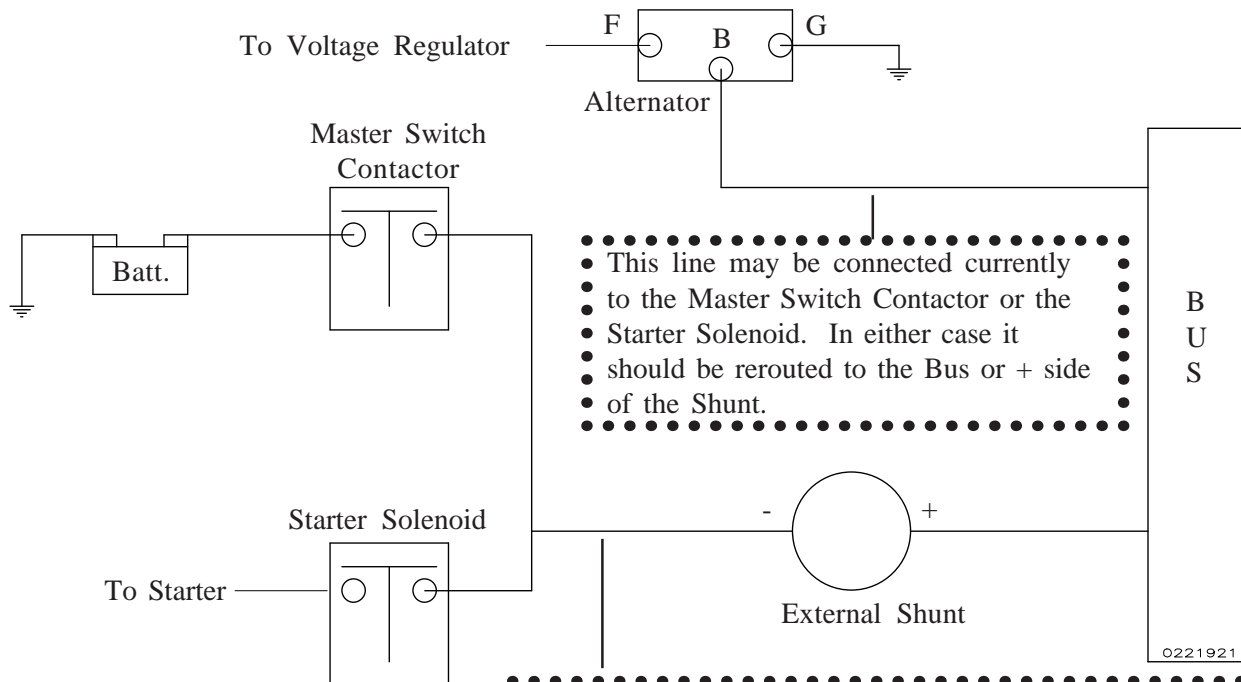 F
B
G
To Voltage Regulator
Alternator
Master Switch
Contactor
Batt.
This line may be connected currently
to the Master Switch Contactor or the
Starter Solenoid. In either case it
should be rerouted to the Bus or + side
of the Shunt.
B
U
S
Starter Solenoid
-
+
To Starter
External Shunt
0221921